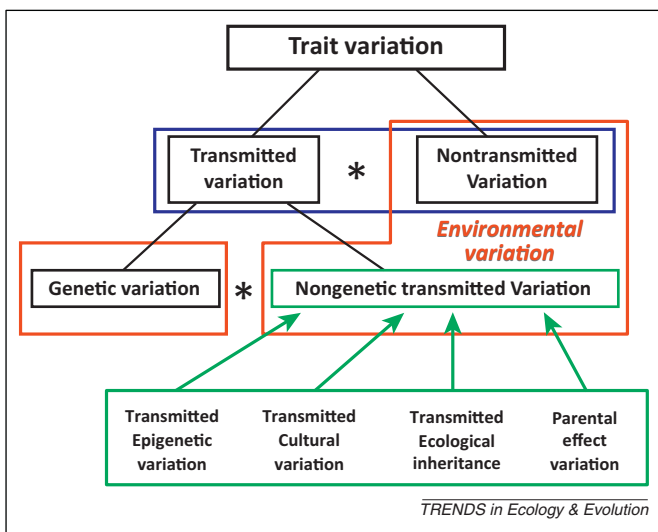 Trait variation
Transmitted
variation
*
Nontransmitted
Variation
Environmental
variation
Genetic variation
*
Nongenetic transmitted Variation
Transmitted
Epigenetic
variation
Transmitted
Cultural
variation
Transmitted
Ecological
inheritance
Parental
effect
variation
TRENDS in Ecology & Evolution